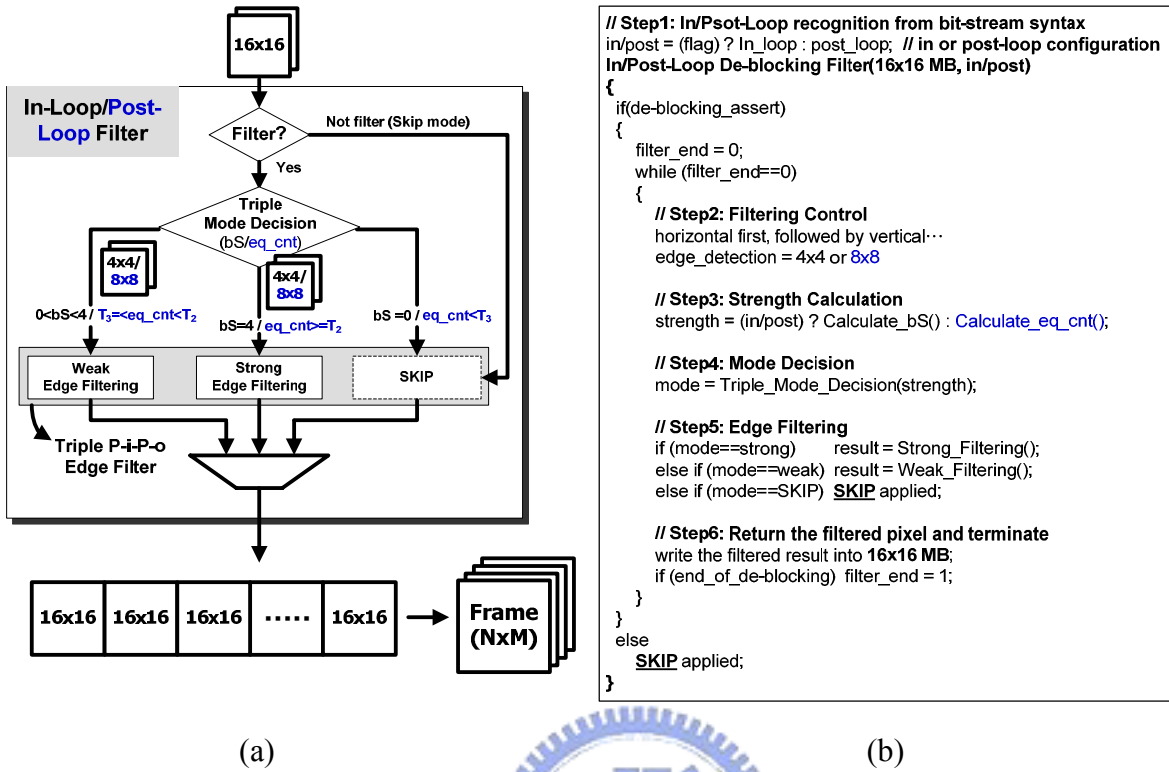 16x16
In-Loop/Post-
Loop Filter
Filter?
Not filter (Skip mode)
Yes
Triple
Mode Decision
(bS/eq_cnt)
4x4/
8x8
4x4/
8x8
0<bS<4 / T₃=<eq_cnt<T₂
bS=4 / eq_cnt>=T₂
bS =0 / eq_cnt<T₃
Weak
Edge Filtering
Strong
Edge Filtering
SKIP
Triple P-i-P-o
Edge Filter
16x16 16x16 16x16 ····· 16x16
Frame
(NxM)
(a)
// Step1: In/Psot-Loop recognition from bit-stream syntax
in/post = (flag) ? In_loop : post_loop; // in or post-loop configuration
In/Post-Loop De-blocking Filter(16x16 MB, in/post)
{
if(de-blocking_assert)
{
filter_end = 0;
while (filter_end==0)
{
// Step2: Filtering Control
horizontal first, followed by vertical⋯
edge_detection = 4x4 or 8x8
// Step3: Strength Calculation
strength = (in/post) ? Calculate_bS() : Calculate_eq_cnt();
// Step4: Mode Decision
mode = Triple_Mode_Decision(strength);
// Step5: Edge Filtering
if (mode==strong) result = Strong_Filtering();
else if (mode==weak) result = Weak_Filtering();
else if (mode==SKIP) SKIP applied;
// Step6: Return the filtered pixel and terminate
write the filtered result into 16x16 MB;
if (end_of_de-blocking) filter_end = 1;
}
}
else
SKIP applied;
}
(b)